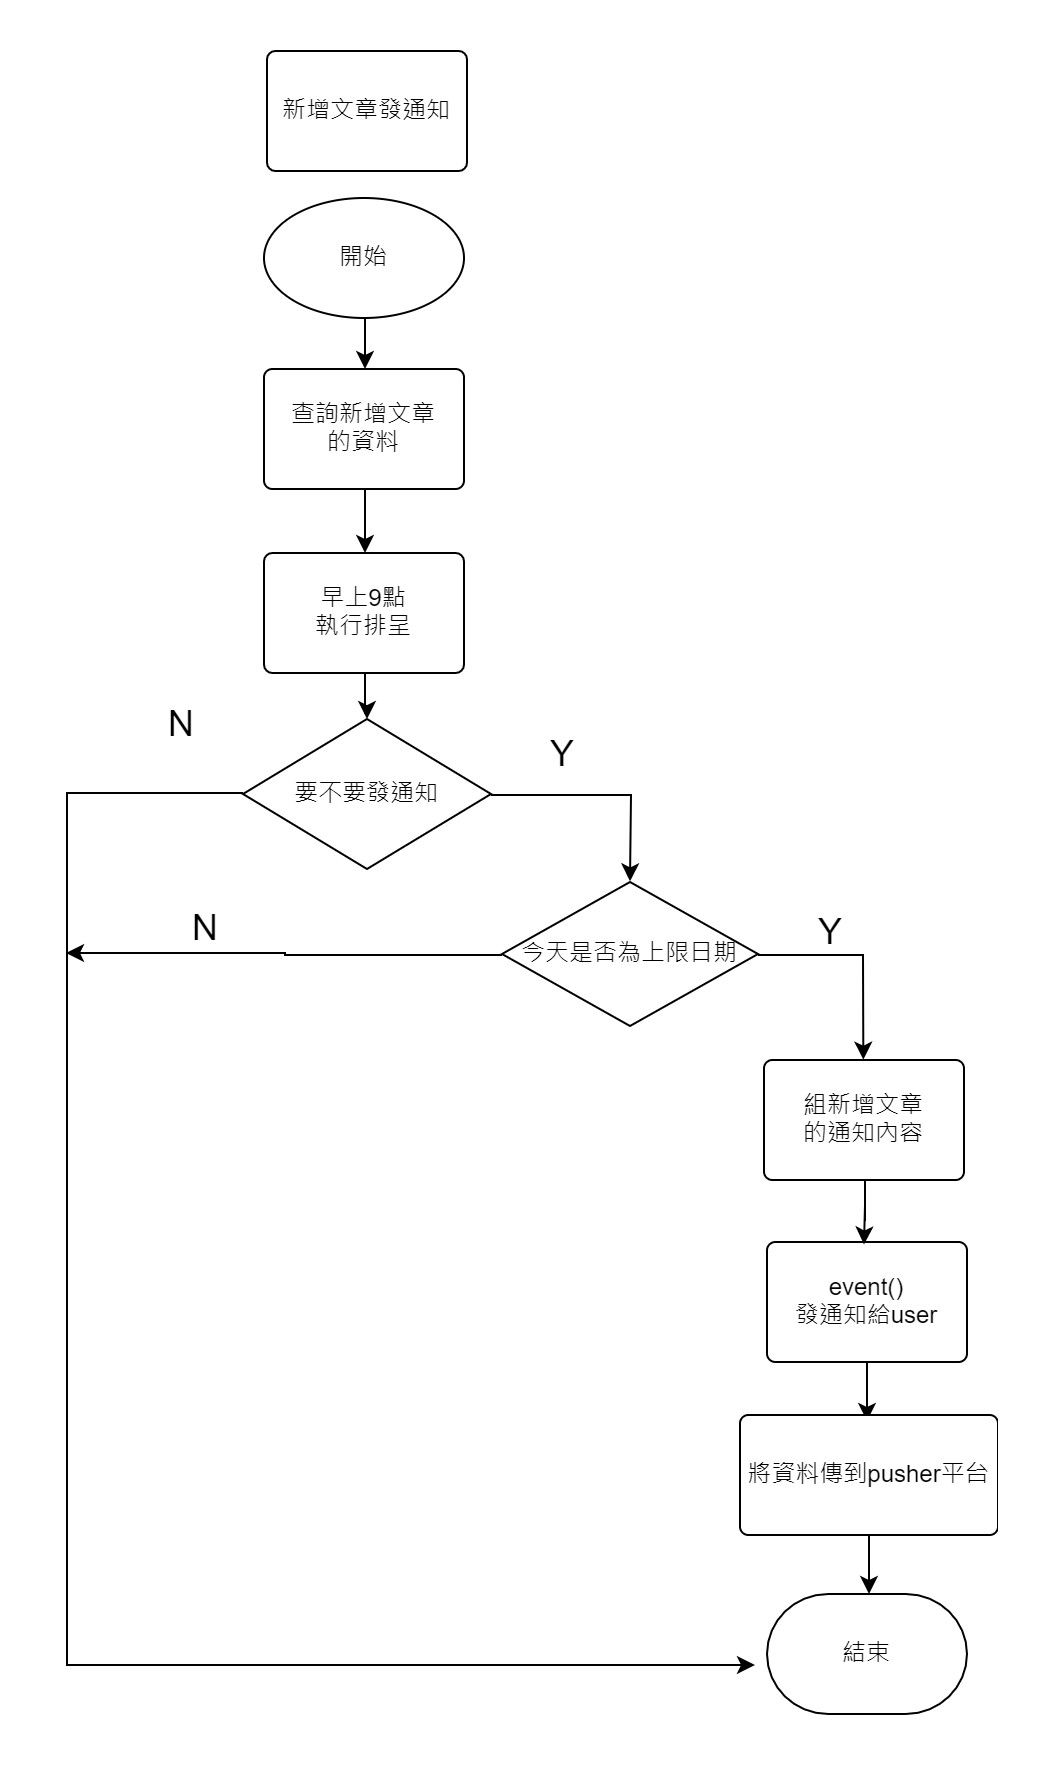 新增文章發通知
開始
查詢新增文章
的資料
早上9點
執行排呈
N
Y
要不要發通知
N
Y
今天是否為上限日期
組新增文章
的通知內容
event()
發通知給user
將資料傳到pusher平台
結束